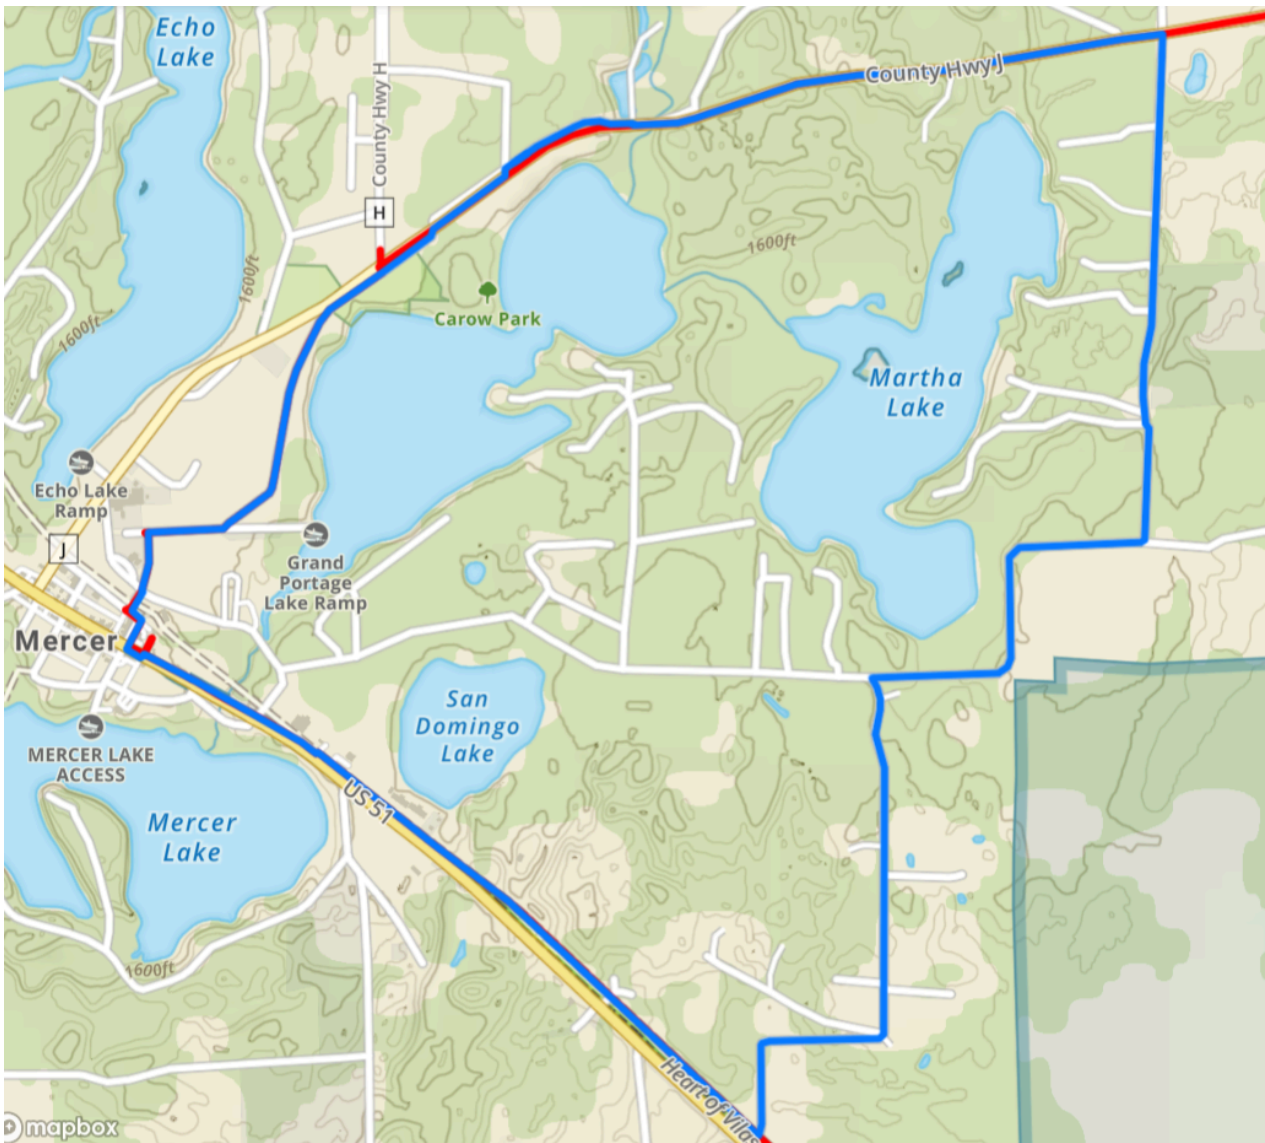 Echo
Lake
County Hwy H
County Hwy J
H
1600ft
1600ft
1600ft
Carow Park
Martha
Lake
Echo Lake
Ramp
J
Grand
Portage
Lake Ramp
Mercer
San
Domingo
Lake
MERCER LAKE
ACCESS
US 51
Mercer
Lake
1600ft
Heart of Vilas
mapbox